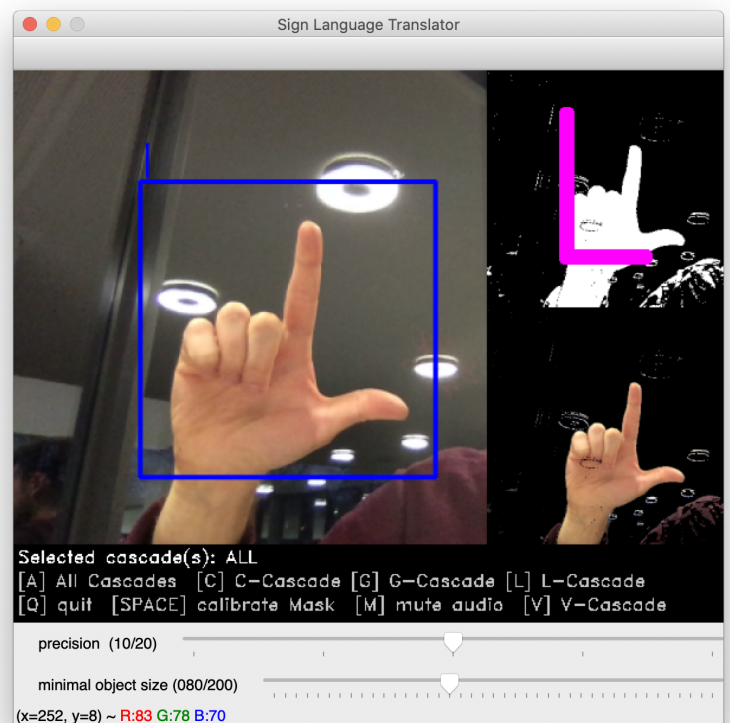 Sign Language Translator
L
Selected cascade(s): ALL
[A] All Cascades [C] C-Cascade [G] G-Cascade [L] L-Cascade
[Q] quit [SPACE] calibrate Mask [M] mute audio [V] V-Cascade
precision (10/20)
minimal object size (080/200)
(x=252, y=8) ~ R:83 G:78 B:70